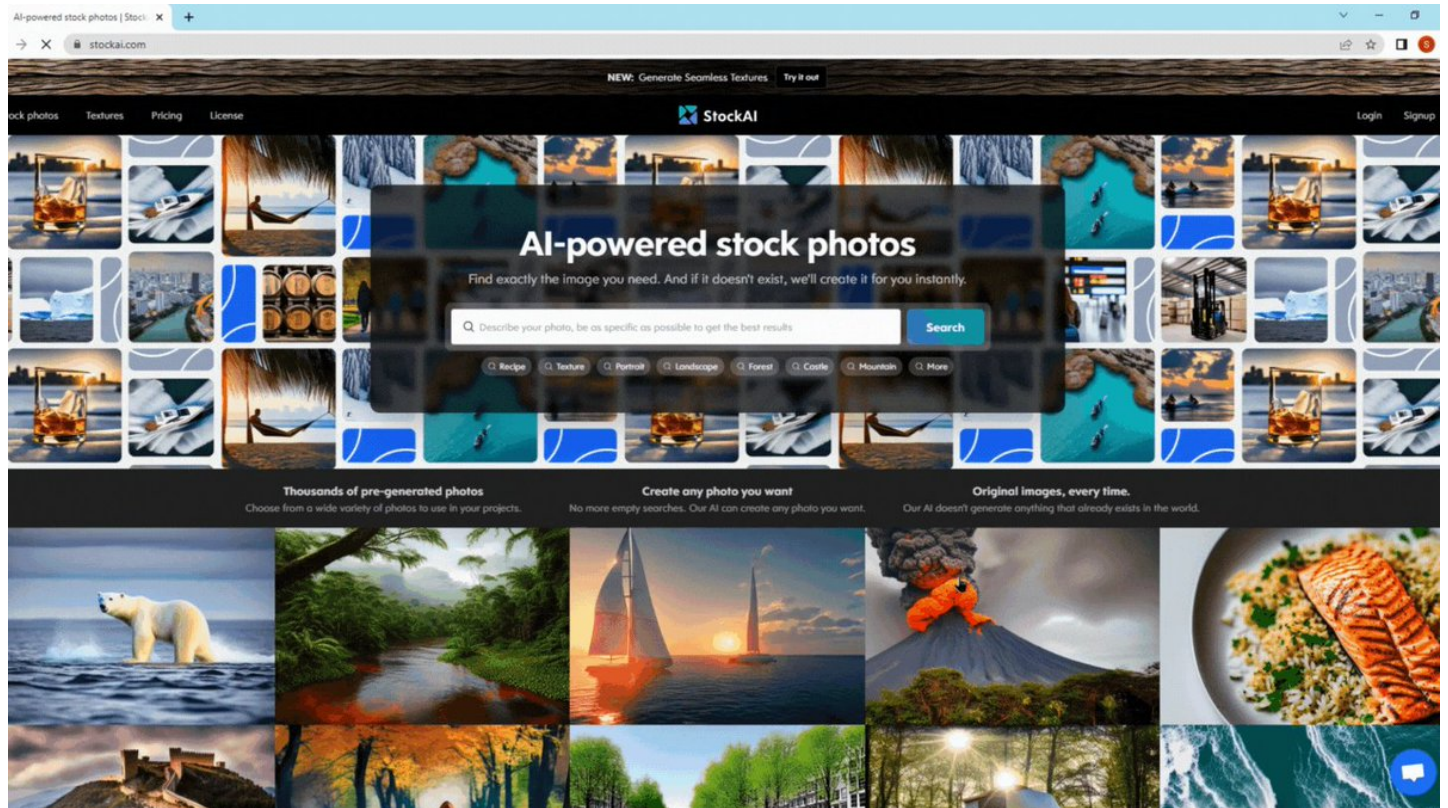 AI-powered stock photos | Stock
stockai.com
S
NEW: Generate Seamless Textures Try it out
ock photos Textures Pricing License
StockAI
Login Signup
AI-powered stock photos
Find exactly the image you need. And if it doesn't exist, we'll create it for you instantly.
Describe your photo, be as specific as possible to get the best results
Search
Recipe Texture Portrait Landscape Forest Castle Mountain More
Thousands of pre-generated photos
Choose from a wide variety of photos to use in your projects.
Create any photo you want
No more empty searches. Our AI can create any photo you want.
Original images, every time.
Our AI doesn't generate anything that already exists in the world.